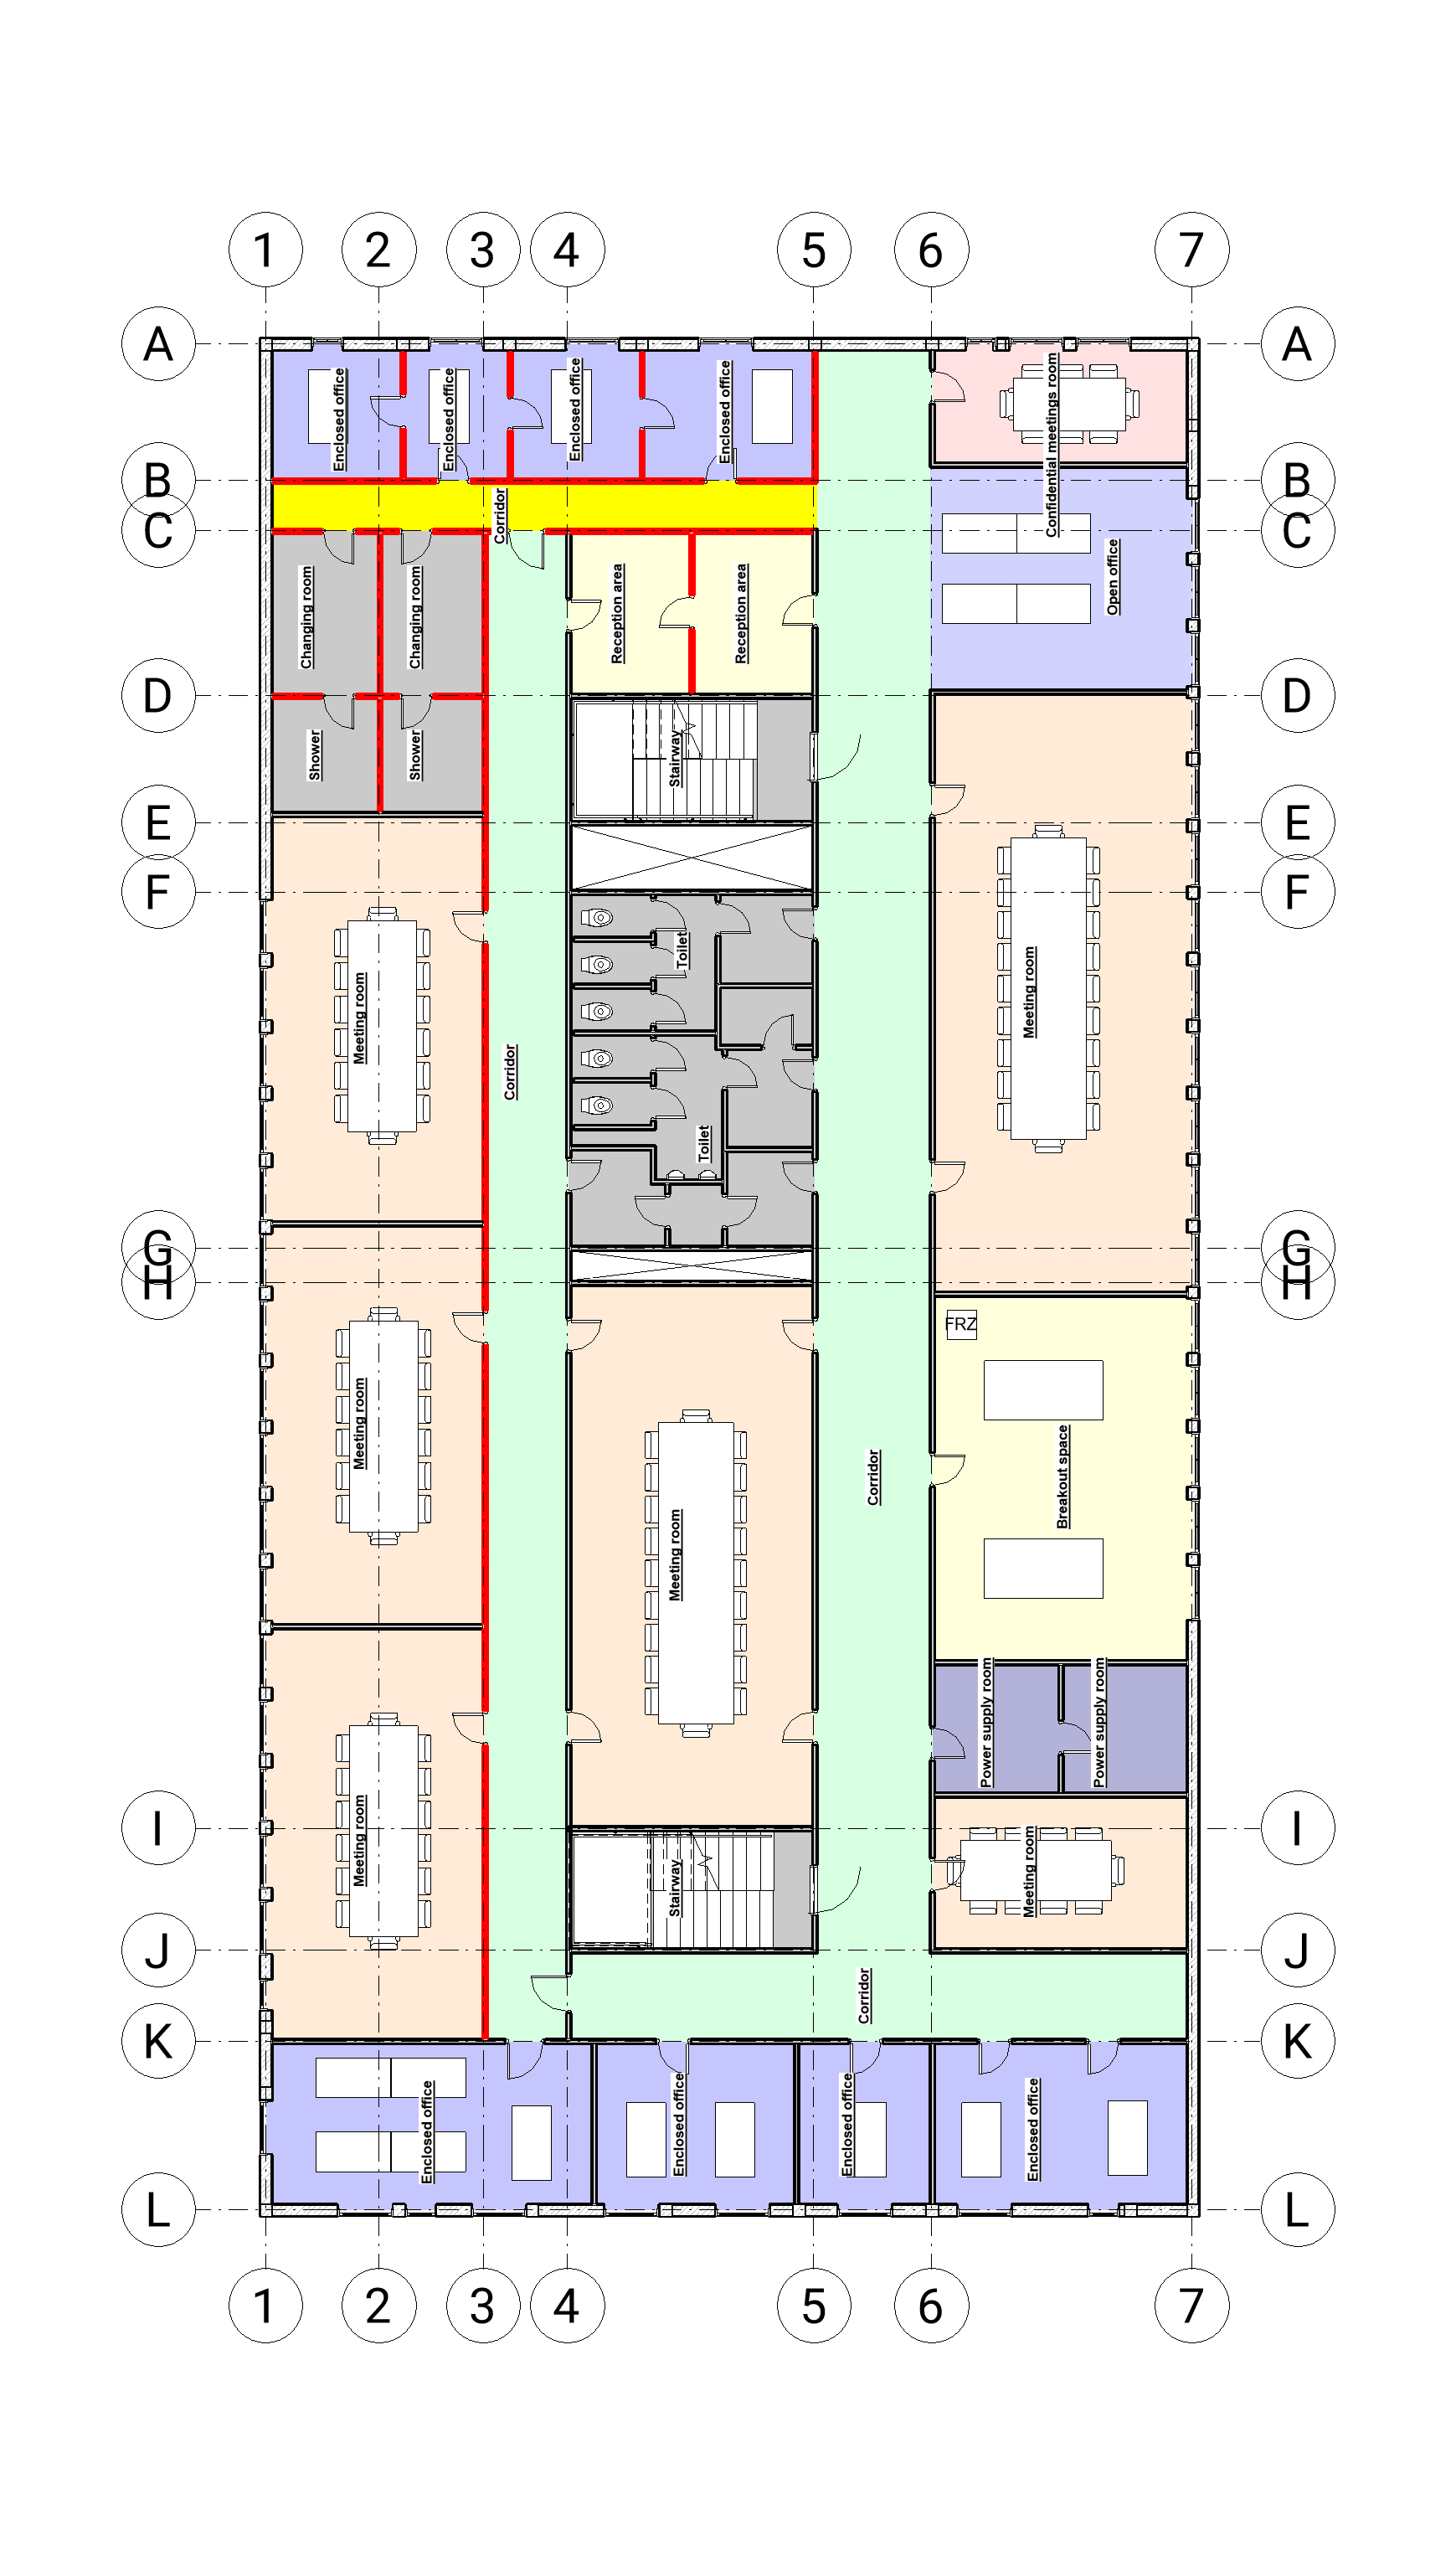 1 2 3 4 5 6 7
A A
Enclosed office
Enclosed office
Enclosed office
Enclosed office
Confidential meetings room
B B
Corridor
C C
Open office
Changing room
Changing room
Reception area
Reception area
D D
Shower
Shower
Stairway
E E
F F
Toilet
Meeting room
Meeting room
Corridor
Toilet
G G
H H
FRZ
Meeting room
Corridor
Breakout space
Meeting room
Power supply room
Power supply room
I I
Meeting room
Stairway
Meeting room
J J
Corridor
K K
Enclosed office
Enclosed office
Enclosed office
Enclosed office
L L
1 2 3 4 5 6 7